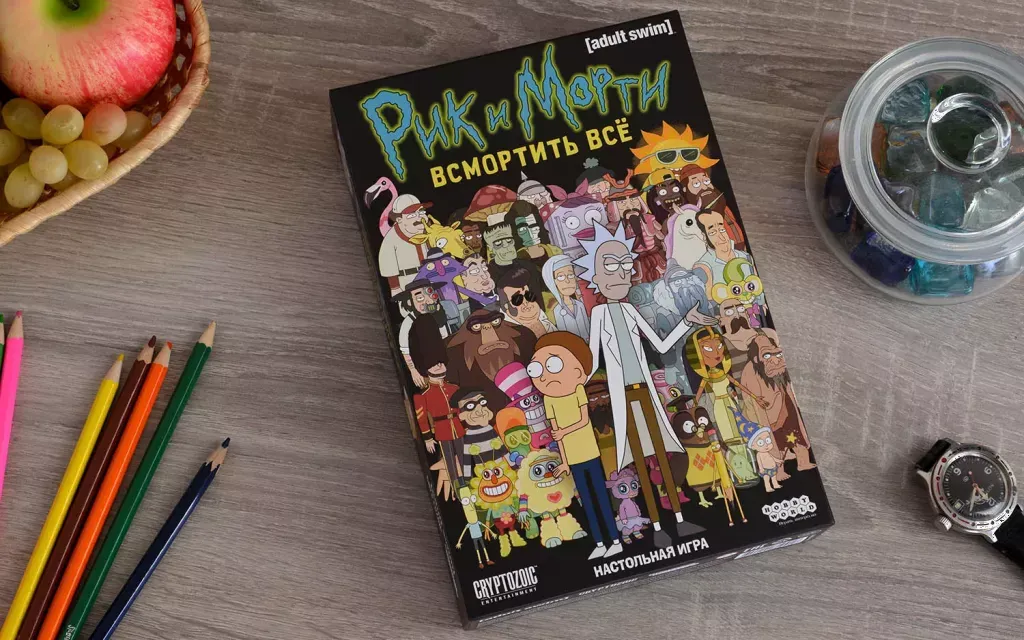 [adult swim]
Рик и Морти
ВСМОРТИТЬ ВСЁ
HOBBY
WORLD
НАСТОЛЬНАЯ ИГРА
CRYPTOZOIC
ENTERTAINMENT